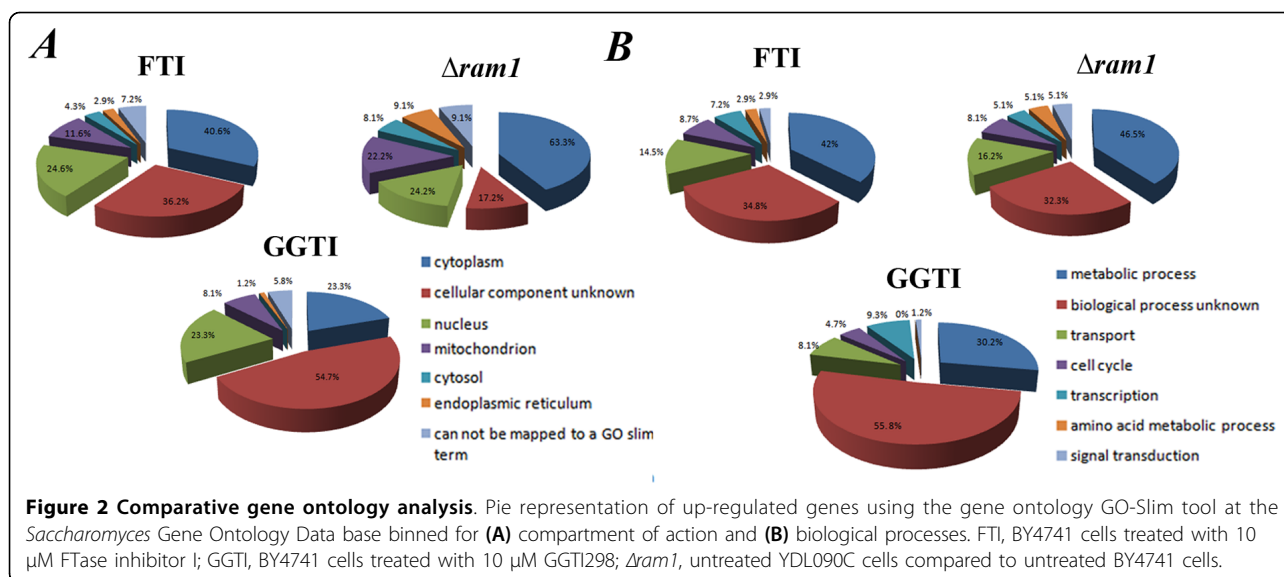 A
B
FTI
Δram1
FTI
Δram1
4.3%
2.9%
7.2%
11.6%
40.6%
24.6%
36.2%
9.1%
8.1%
9.1%
22.2%
63.3%
24.2%
17.2%
8.7%
7.2%
2.9%
2.9%
14.5%
42%
34.8%
8.1%
5.1%
5.1%
5.1%
16.2%
46.5%
32.3%
GGTI
8.1%
1.2%
5.8%
23.3%
23.3%
54.7%
cytoplasm
cellular component unknown
nucleus
mitochondrion
cytosol
endoplasmic reticulum
can not be mapped to a GO slim
term
GGTI
8.1%
4.7%
9.3%
0%
1.2%
30.2%
55.8%
metabolic process
biological process unknown
transport
cell cycle
transcription
amino acid metabolic process
signal transduction
Figure 2 Comparative gene ontology analysis. Pie representation of up-regulated genes using the gene ontology GO-Slim tool at the
Saccharomyces Gene Ontology Data base binned for (A) compartment of action and (B) biological processes. FTI, BY4741 cells treated with 10
μM FTase inhibitor I; GGTI, BY4741 cells treated with 10 μM GGTI298; Δram1, untreated YDL090C cells compared to untreated BY4741 cells.